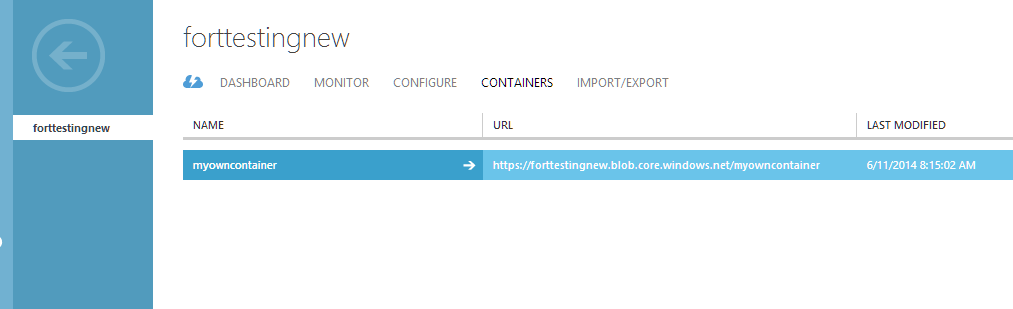 forttestingnew
DASHBOARD MONITOR CONFIGURE CONTAINERS IMPORT/EXPORT
forttestingnew
NAME URL LAST MODIFIED
myowncontainer https://forttestingnew.blob.core.windows.net/myowncontainer 6/11/2014 8:15:02 AM